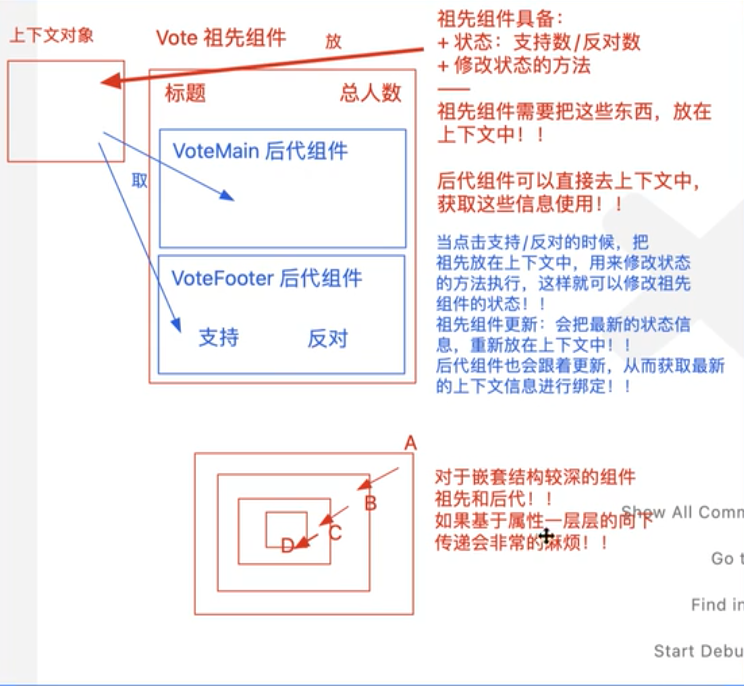 上下文对象
Vote 祖先组件
放
标题
总人数
VoteMain 后代组件
取
VoteFooter 后代组件
支持
反对
祖先组件具备：
+ 状态：支持数/反对数
+ 修改状态的方法
——
祖先组件需要把这些东西，放在
上下文中！！
后代组件可以直接去上下文中，
获取这些信息使用！！
当点击支持/反对的时候，把
祖先放在上下文中，用来修改状态
的方法执行，这样就可以修改祖先
组件的状态！！
祖先组件更新：会把最新的状态信
息，重新放在上下文中！！
后代组件也会跟着更新，从而获取最新
的上下文信息进行绑定！！
A
B
C
D
对于嵌套结构较深的组件
祖先和后代！！
如果基于属性一层层的向下
传递会非常的麻烦！！
Show All Comm
Go t
Find in
Start Debu